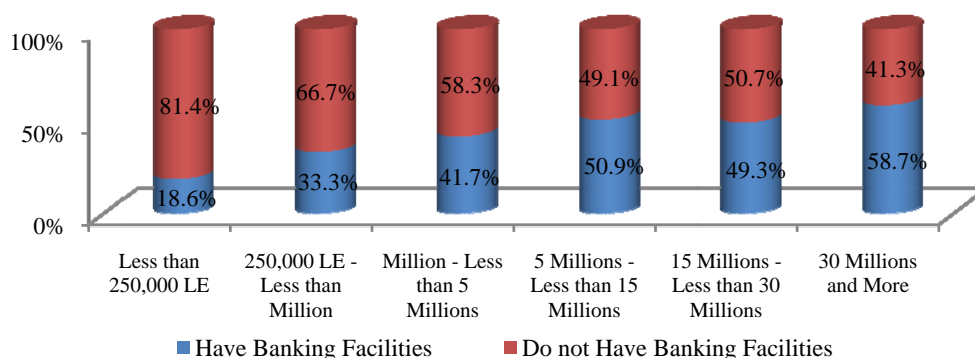 100%
50%
0%
81.4%
66.7%
58.3%
49.1%
50.7%
41.3%
18.6%
33.3%
41.7%
50.9%
49.3%
58.7%
Less than
250,000 LE
250,000 LE -
Less than
Million
Million - Less
than 5
Millions
5 Millions -
Less than 15
Millions
15 Millions -
Less than 30
Millions
30 Millions
and More
Have Banking Facilities
Do not Have Banking Facilities